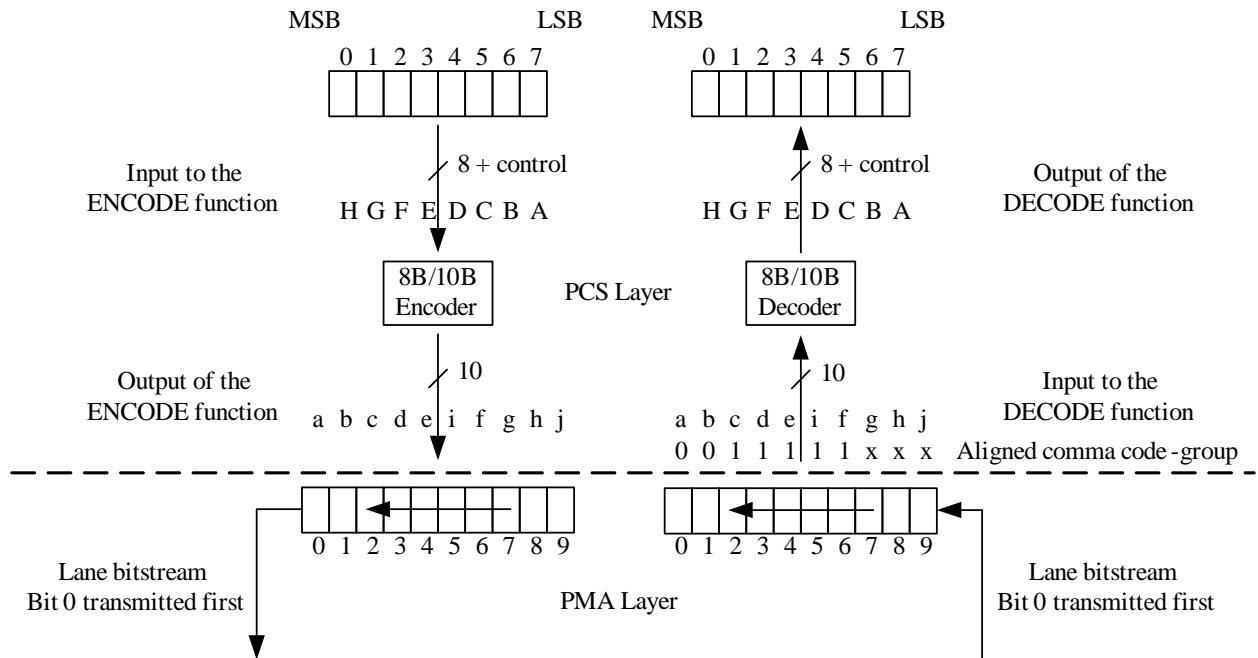 MSB LSB MSB LSB
0 1 2 3 4 5 6 7 0 1 2 3 4 5 6 7
8 + control 8 + control
Input to the Output of the
ENCODE function DECODE function
H G F E D C B A H G F E D C B A
8B/10B 8B/10B
Encoder PCS Layer Decoder
10 10
Output of the Input to the
ENCODE function DECODE function
a b c d e i f g h j a b c d e i f g h j
0 0 1 1 1 1 1 x x x Aligned comma code-group
0 1 2 3 4 5 6 7 8 9 0 1 2 3 4 5 6 7 8 9
Lane bitstream Lane bitstream
Bit 0 transmitted first PMA Layer Bit 0 transmitted first